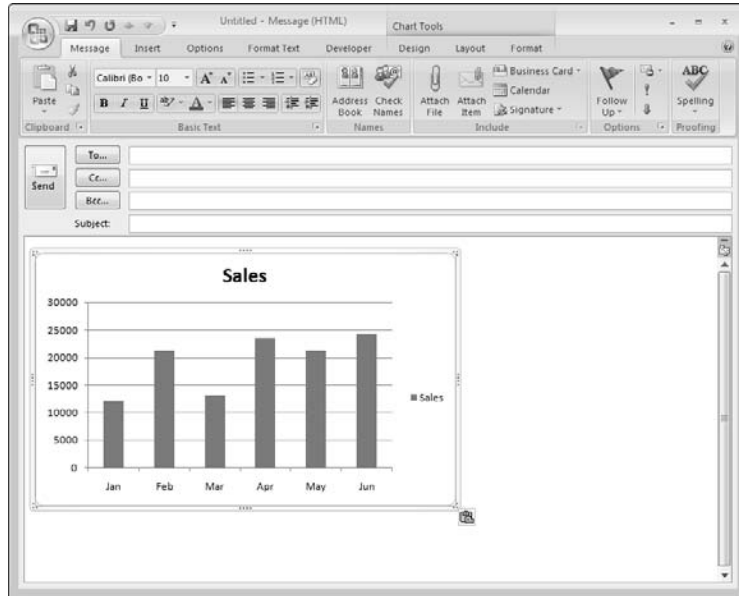 Untitled - Message (HTML)
Chart Tools
Message Insert Options Format Text Developer Design Layout Format
Paste
Calibri (Bo 10
B I U
Address Book
Check Names
Attach File
Attach Item
Business Card
Calendar
Signature
Follow Up
ABC
Spelling
Clipboard Basic Text Names Include Options Proofing
Send
To...
Cc...
Bcc...
Subject:
Sales
30000
25000
20000
15000
10000
5000
0
Jan Feb Mar Apr May Jun
Sales